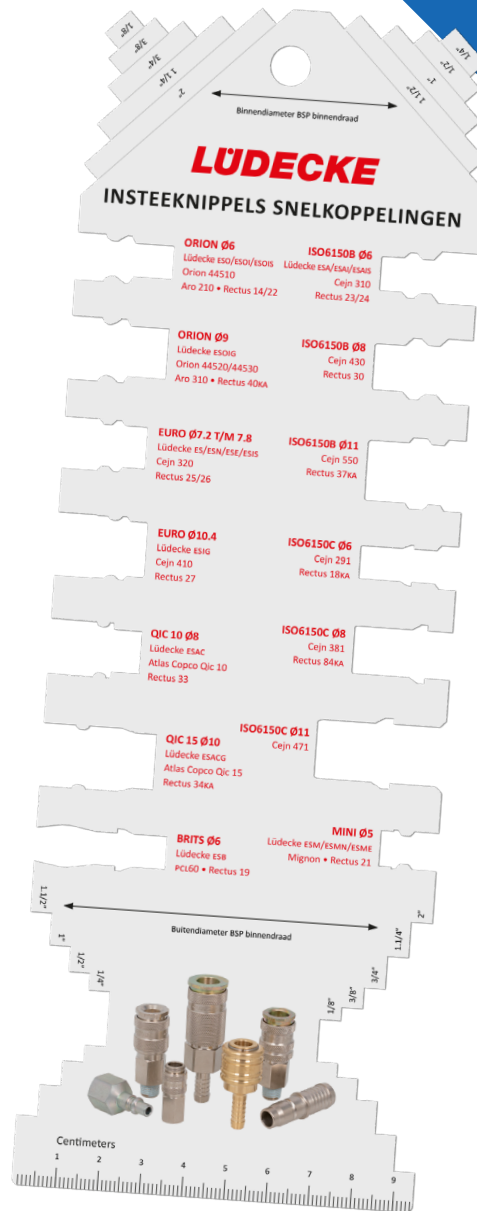 1/8"
3/8"
3/4"
1 1/4"
2"
1/4"
1/2"
1"
1 1/2"
Binnendiameter BSP binnendraad
LÜDECKE
INSTEEKNIPPELS SNELKOPPELINGEN
ORION Ø6
Lüdecke ESO/ESOI/ESOIS
Orion 44510
Aro 210 • Rectus 14/22
ISO6150B Ø6
Lüdecke ESA/ESAI/ESAIS
Cejn 310
Rectus 23/24
ORION Ø9
Lüdecke ESOIG
Orion 44520/44530
Aro 310 • Rectus 40KA
ISO6150B Ø8
Cejn 430
Rectus 30
EURO Ø7.2 T/M 7.8
Lüdecke ES/ESN/ESE/ESIS
Cejn 320
Rectus 25/26
ISO6150B Ø11
Cejn 550
Rectus 37KA
EURO Ø10.4
Lüdecke ESIG
Cejn 410
Rectus 27
ISO6150C Ø6
Cejn 291
Rectus 18KA
QIC 10 Ø8
Lüdecke ESAC
Atlas Copco Qic 10
Rectus 33
ISO6150C Ø8
Cejn 381
Rectus 84KA
QIC 15 Ø10
Lüdecke ESACG
Atlas Copco Qic 15
Rectus 34KA
ISO6150C Ø11
Cejn 471
BRITS Ø6
Lüdecke ESB
PCL60 • Rectus 19
MINI Ø5
Lüdecke ESM/ESMN/ESME
Mignon • Rectus 21
1.1/2"
1"
1/2"
1/4"
Buitendiameter BSP binnendraad
2"
1.1/4"
3/4"
3/8"
1/8"
Centimeters
1 2 3 4 5 6 7 8 9